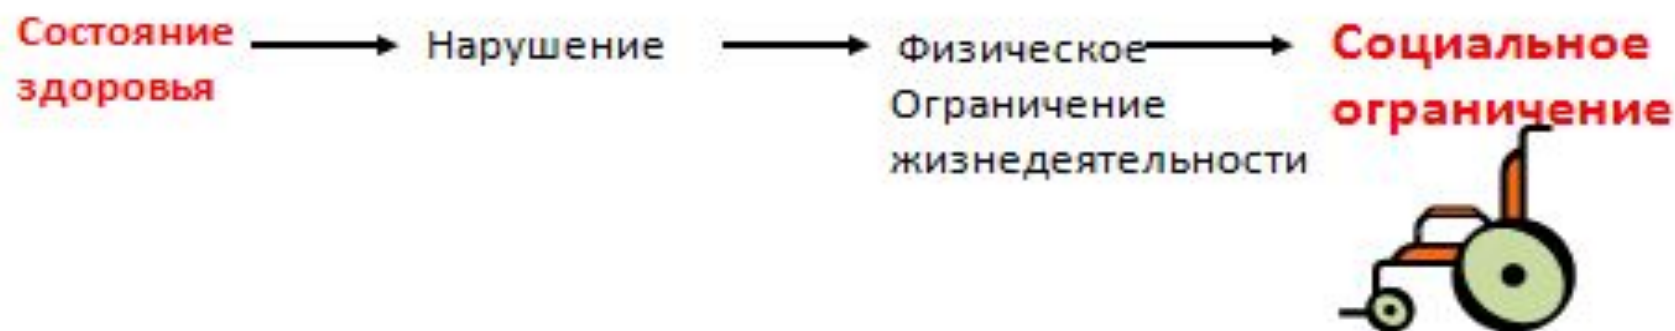 Состояние
здоровья
Нарушение
Физическое
Ограничение
жизнедеятельности
Социальное
ограничение